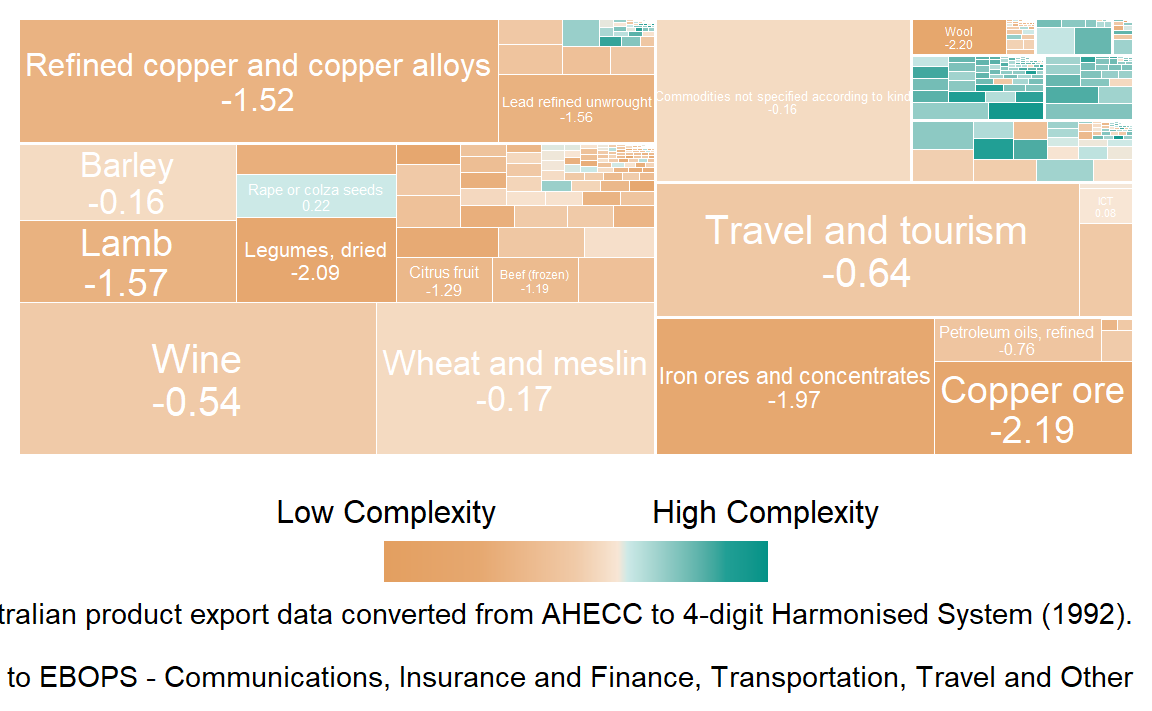 Refined copper and copper alloys
-1.52
Lead refined unwrought
-1.56
Commodities not specified according to kind
-0.16
Wool
-2.20
Barley
-0.16
Rape or colza seeds
0.22
Lamb
-1.57
Legumes, dried
-2.09
Citrus fruit
-1.29
Beef (frozen)
-1.19
Travel and tourism
-0.64
ICT
0.08
Wine
-0.54
Wheat and meslin
-0.17
Iron ores and concentrates
-1.97
Petroleum oils, refined
-0.76
Copper ore
-2.19
Low Complexity
High Complexity
tralian product export data converted from AHECC to 4-digit Harmonised System (1992).
to EBOPS - Communications, Insurance and Finance, Transportation, Travel and Other